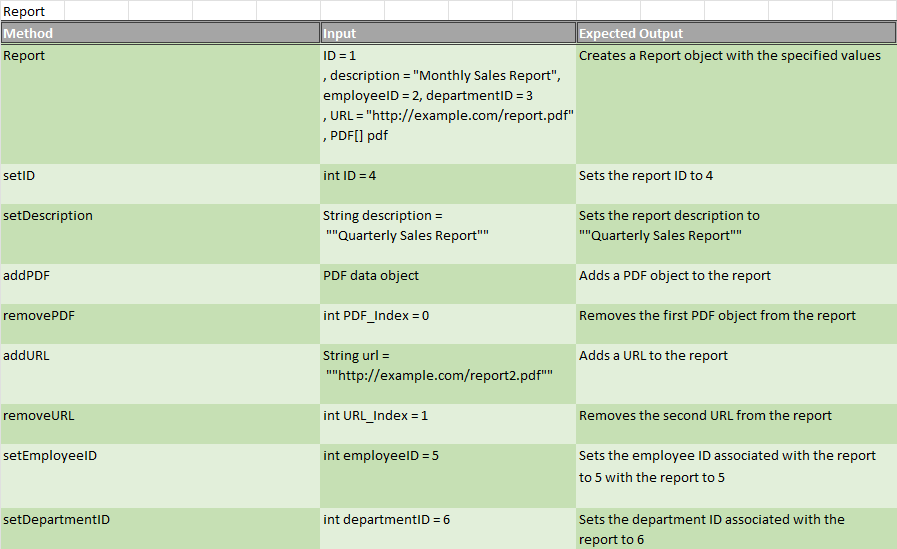 Report
Method Input Expected Output
Report ID = 1 Creates a Report object with the specified values
, description = "Monthly Sales Report",
employeeID = 2, departmentID = 3
, URL = "http://example.com/report.pdf"
, PDF[] pdf
setID int ID = 4 Sets the report ID to 4
setDescription String description = Sets the report description to
""Quarterly Sales Report"" ""Quarterly Sales Report""
addPDF PDF data object Adds a PDF object to the report
removePDF int PDF_Index = 0 Removes the first PDF object from the report
addURL String url = Adds a URL to the report
""http://example.com/report2.pdf""
removeURL int URL_Index = 1 Removes the second URL from the report
setEmployeeID int employeeID = 5 Sets the employee ID associated with the report
to 5 with the report to 5
setDepartmentID int departmentID = 6 Sets the department ID associated with the
report to 6